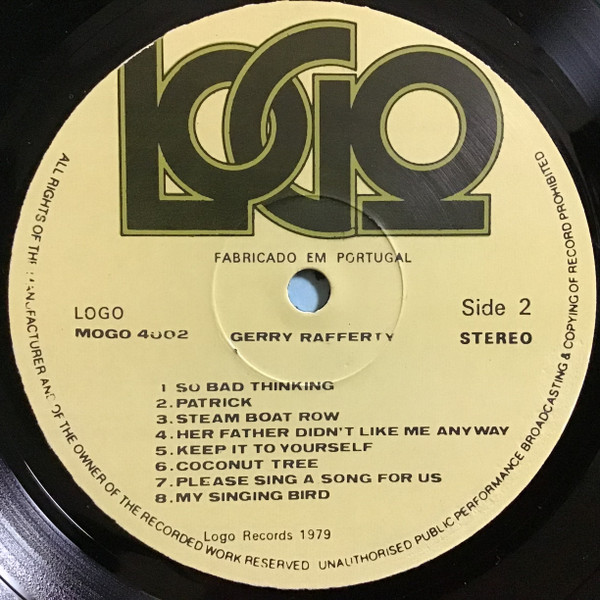 LOGO
FABRICADO EM PORTUGAL
LOGO
MOGO 4002
GERRY RAFFERTY
Side 2
STEREO
1 SO BAD THINKING
2. PATRICK
3. STEAM BOAT ROW
4. HER FATHER DIDN'T LIKE ME ANYWAY
5. KEEP IT TO YOURSELF
6. COCONUT TREE
7. PLEASE SING A SONG FOR US
8. MY SINGING BIRD
Logo Records 1979
ALL RIGHTS OF THE MANUFACTURER AND OF THE OWNER OF THE RECORDED WORK RESERVED UNAUTHORISED PUBLIC PERFORMANCE BROADCASTING & COPYING OF RECORD PROHIBITED